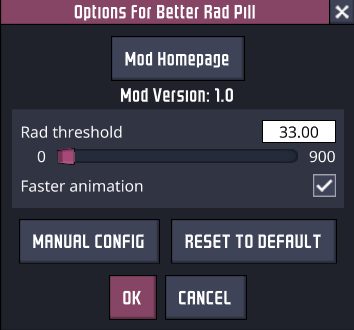 Options For Better Rad Pill
Mod Homepage
Mod Version: 1.0
Rad threshold 33.00
0 900
Faster animation
MANUAL CONFIG RESET TO DEFAULT
OK CANCEL